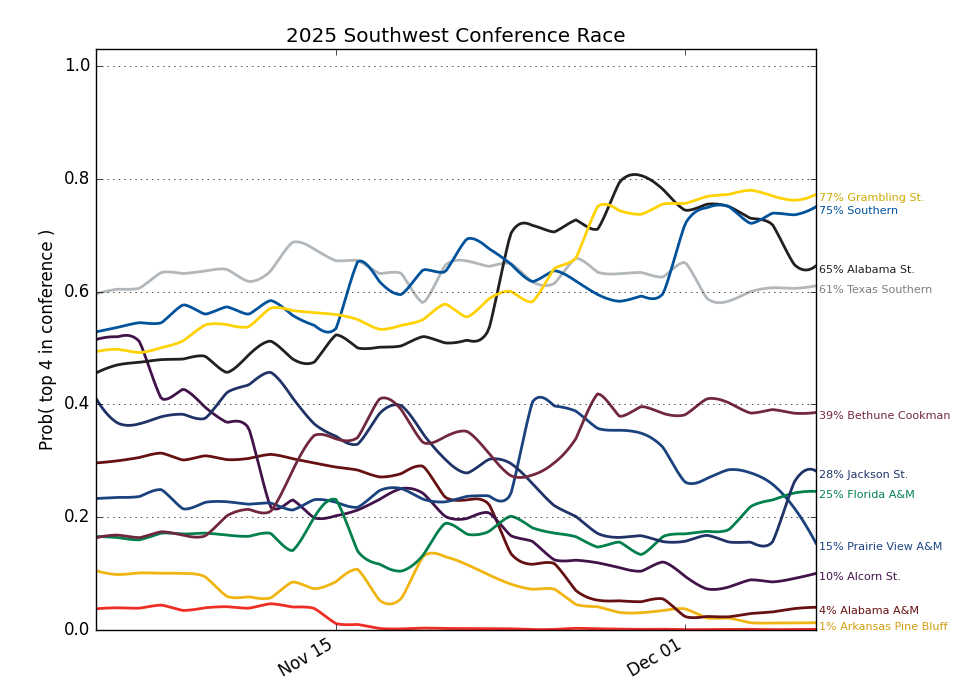 2025 Southwest Conference Race
Prob( top 4 in conference )
1.0
0.8
0.6
0.4
0.2
0.0
Nov 15
Dec 01
77% Grambling St.
75% Southern
65% Alabama St.
61% Texas Southern
39% Bethune Cookman
28% Jackson St.
25% Florida A&M
15% Prairie View A&M
10% Alcorn St.
4% Alabama A&M
1% Arkansas Pine Bluff